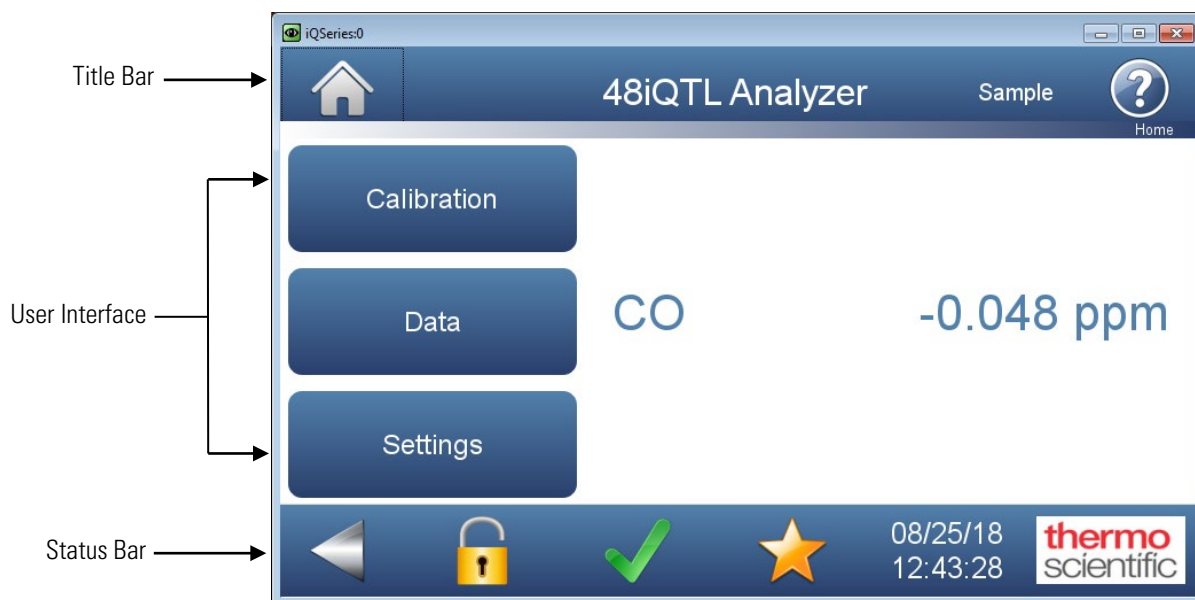 iQSeries:0
Title Bar
48iQTL Analyzer
Sample
Home
Calibration
User Interface
Data
CO
-0.048 ppm
Settings
Status Bar
08/25/18
12:43:28
thermo
scientific